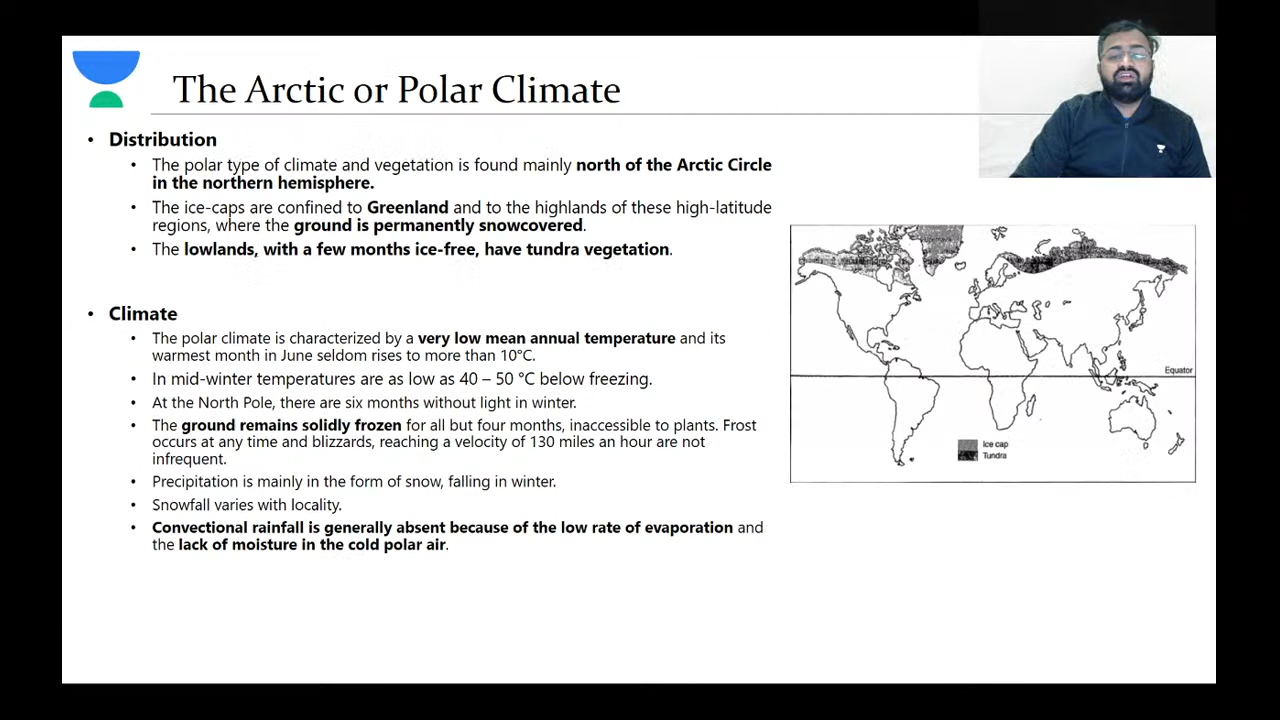 The Arctic or Polar Climate
• Distribution
• The polar type of climate and vegetation is found mainly north of the Arctic Circle
in the northern hemisphere.
• The ice-caps are confined to Greenland and to the highlands of these high-latitude
regions, where the ground is permanently snowcovered.
• The lowlands, with a few months ice-free, have tundra vegetation.
• Climate
• The polar climate is characterized by a very low mean annual temperature and its
warmest month in June seldom rises to more than 10°C.
• In mid-winter temperatures are as low as 40 – 50 °C below freezing.
• At the North Pole, there are six months without light in winter.
• The ground remains solidly frozen for all but four months, inaccessible to plants. Frost
occurs at any time and blizzards, reaching a velocity of 130 miles an hour are not
infrequent.
• Precipitation is mainly in the form of snow, falling in winter.
• Snowfall varies with locality.
• Convectional rainfall is generally absent because of the low rate of evaporation and
the lack of moisture in the cold polar air.
Equator
Ice cap
Tundra